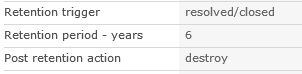 Retention trigger resolved/closed
Retention period - years 6
Post retention action destroy